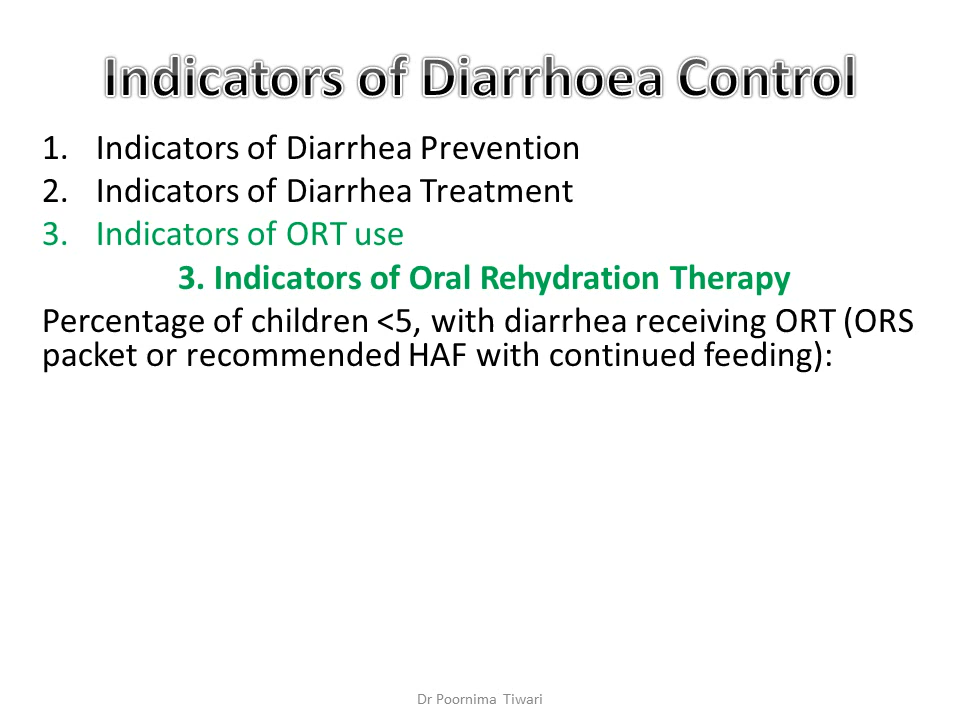 Indicators of Diarrhoea Control
1. Indicators of Diarrhea Prevention
2. Indicators of Diarrhea Treatment
3. Indicators of ORT use
3. Indicators of Oral Rehydration Therapy
Percentage of children <5, with diarrhea receiving ORT (ORS
packet or recommended HAF with continued feeding):
Dr Poornima Tiwari